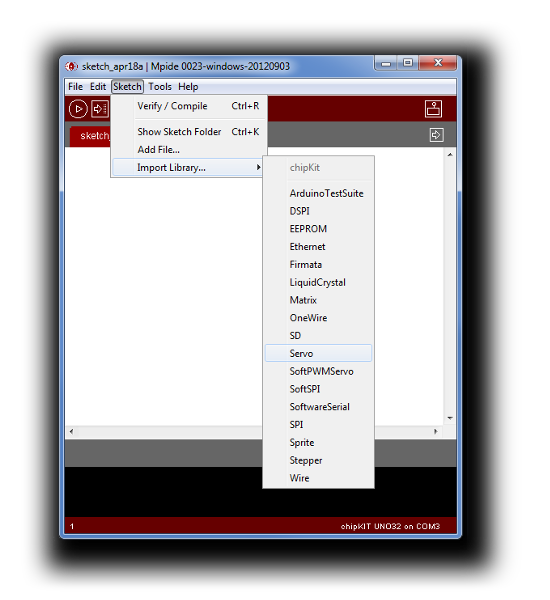 sketch_apr18a | Mpide 0023-windows-20120903
File Edit Sketch Tools Help
Verify / Compile Ctrl+R
Show Sketch Folder Ctrl+K
sketch
Add File...
Import Library...
chipKit
ArduinoTestSuite
DSPI
EEPROM
Ethernet
Firmata
LiquidCrystal
Matrix
OneWire
SD
Servo
SoftPWMServo
SoftSPI
SoftwareSerial
SPI
Sprite
Stepper
Wire
1 chipKIT UNO32 on COM3